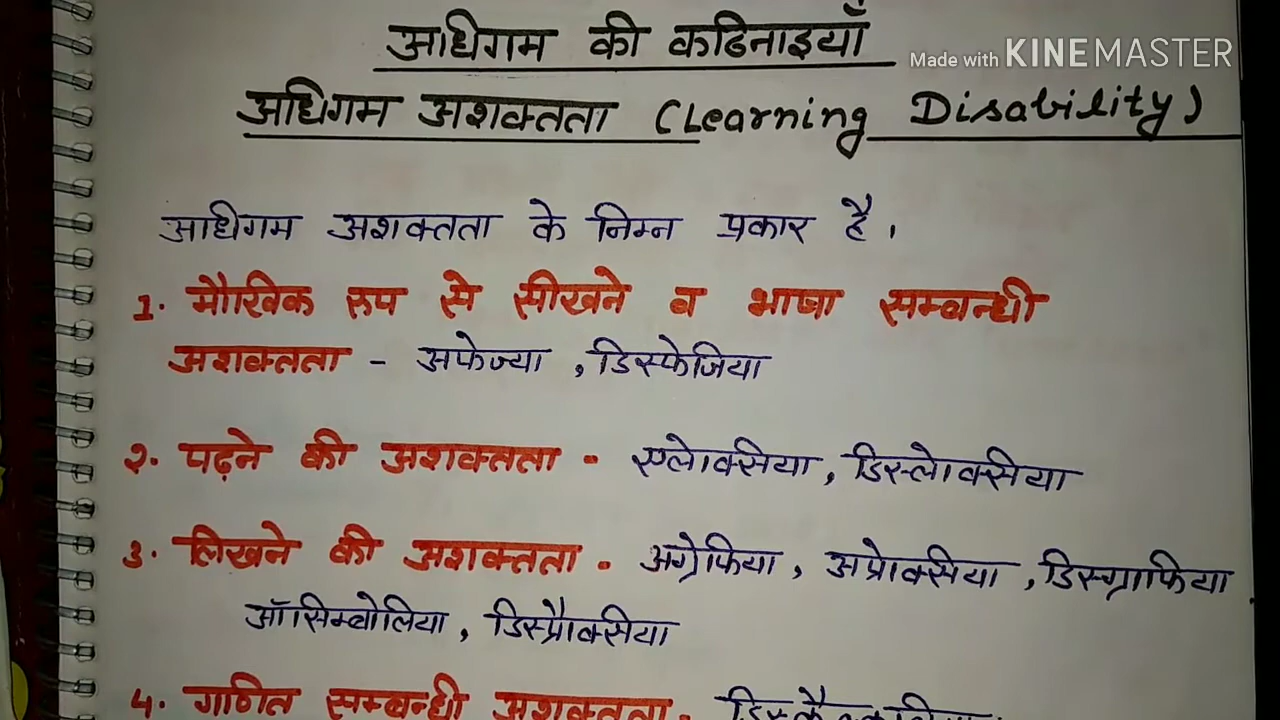 अधिगम की कठिनाइयाँ
Made with KINEMASTER
अधिगम अशक्तता (Learning Disability)
अधिगम अशक्तता के निम्न प्रकार है।
1. मौखिक रूप से सीखने व भाषा सम्बन्धी
अशक्तता - अफेज्या , डिस्फेजिया
२. पढ़ने की अशक्तता - एलेक्सिया , डिस्लेक्सिया
3. लिखने की अशक्तता - अग्रेफिया , अप्रेक्सिया , डिस्ग्राफिया
ऑसिम्बोलिया , डिस्प्रैक्सिया
4. गणित सम्बन्धी अशक्तता -